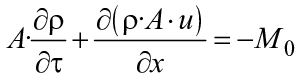 A·∂ρ/∂τ + ∂(ρ·A·u)/∂x = −M₀